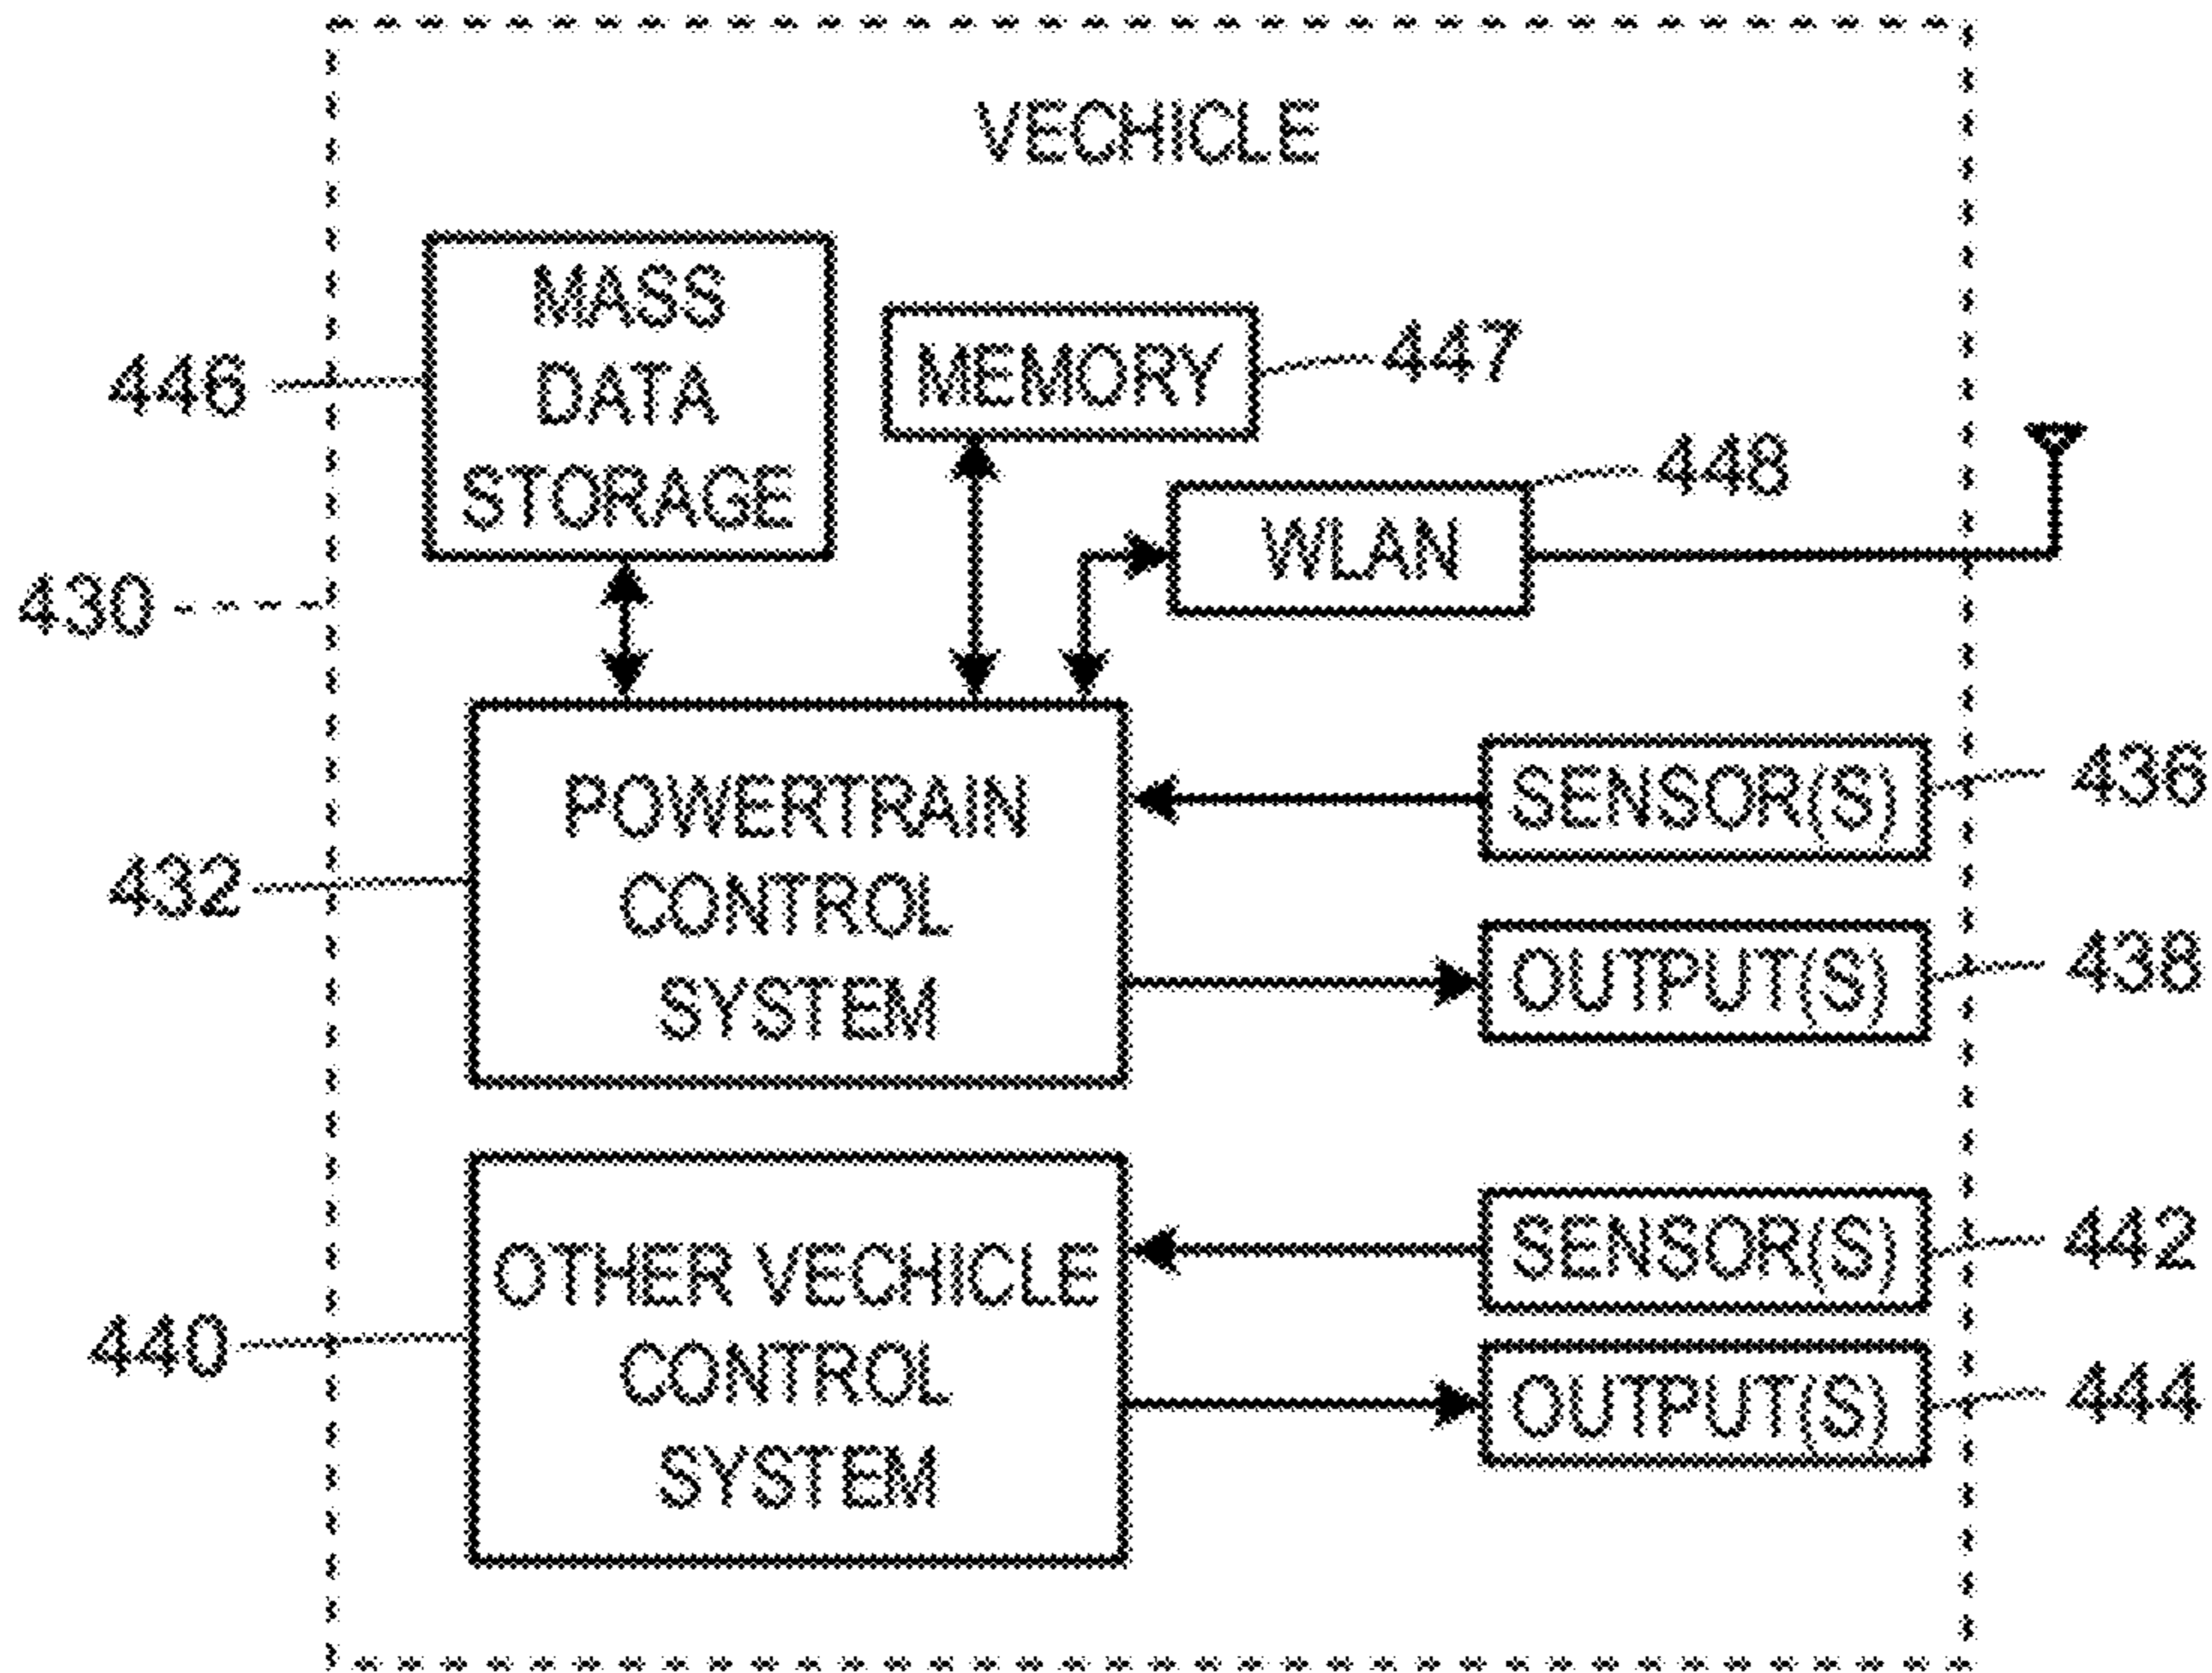 VECHICLE
MASS
DATA
STORAGE
446
MEMORY
447
WLAN
448
430
POWERTRAIN
CONTROL
SYSTEM
432
SENSOR(S)
436
OUTPUT(S)
438
OTHER VECHICLE
CONTROL
SYSTEM
440
SENSOR(S)
442
OUTPUT(S)
444